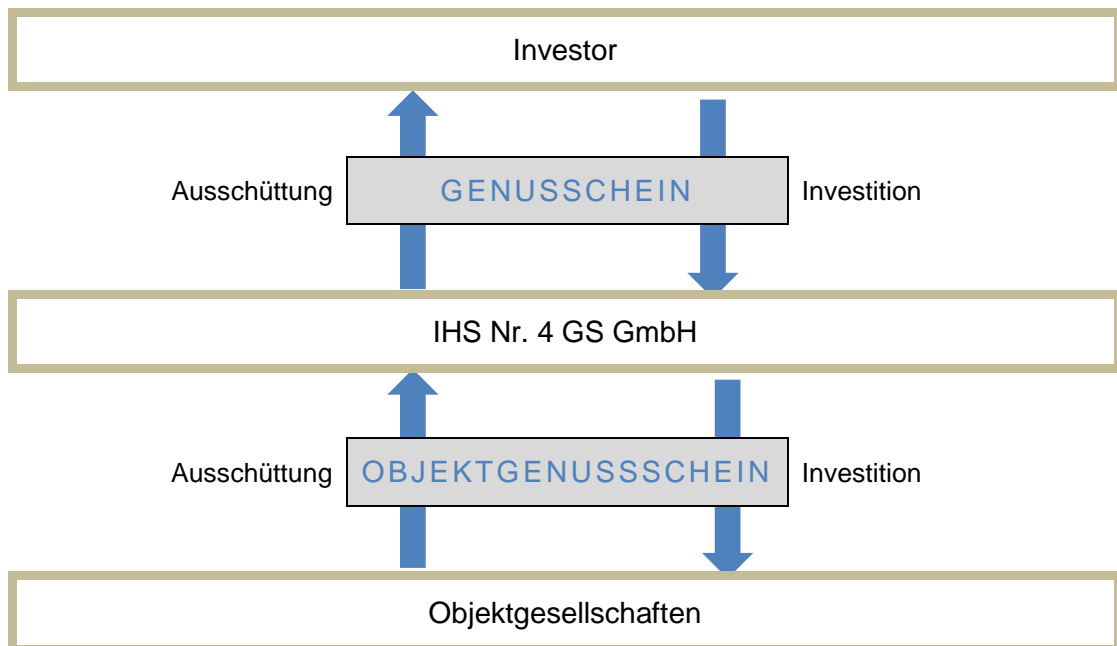 Investor
Ausschüttung GENUSSCHEIN Investition
IHS Nr. 4 GS GmbH
Ausschüttung OBJEKTGENUSSSCHEIN Investition
Objektgesellschaften